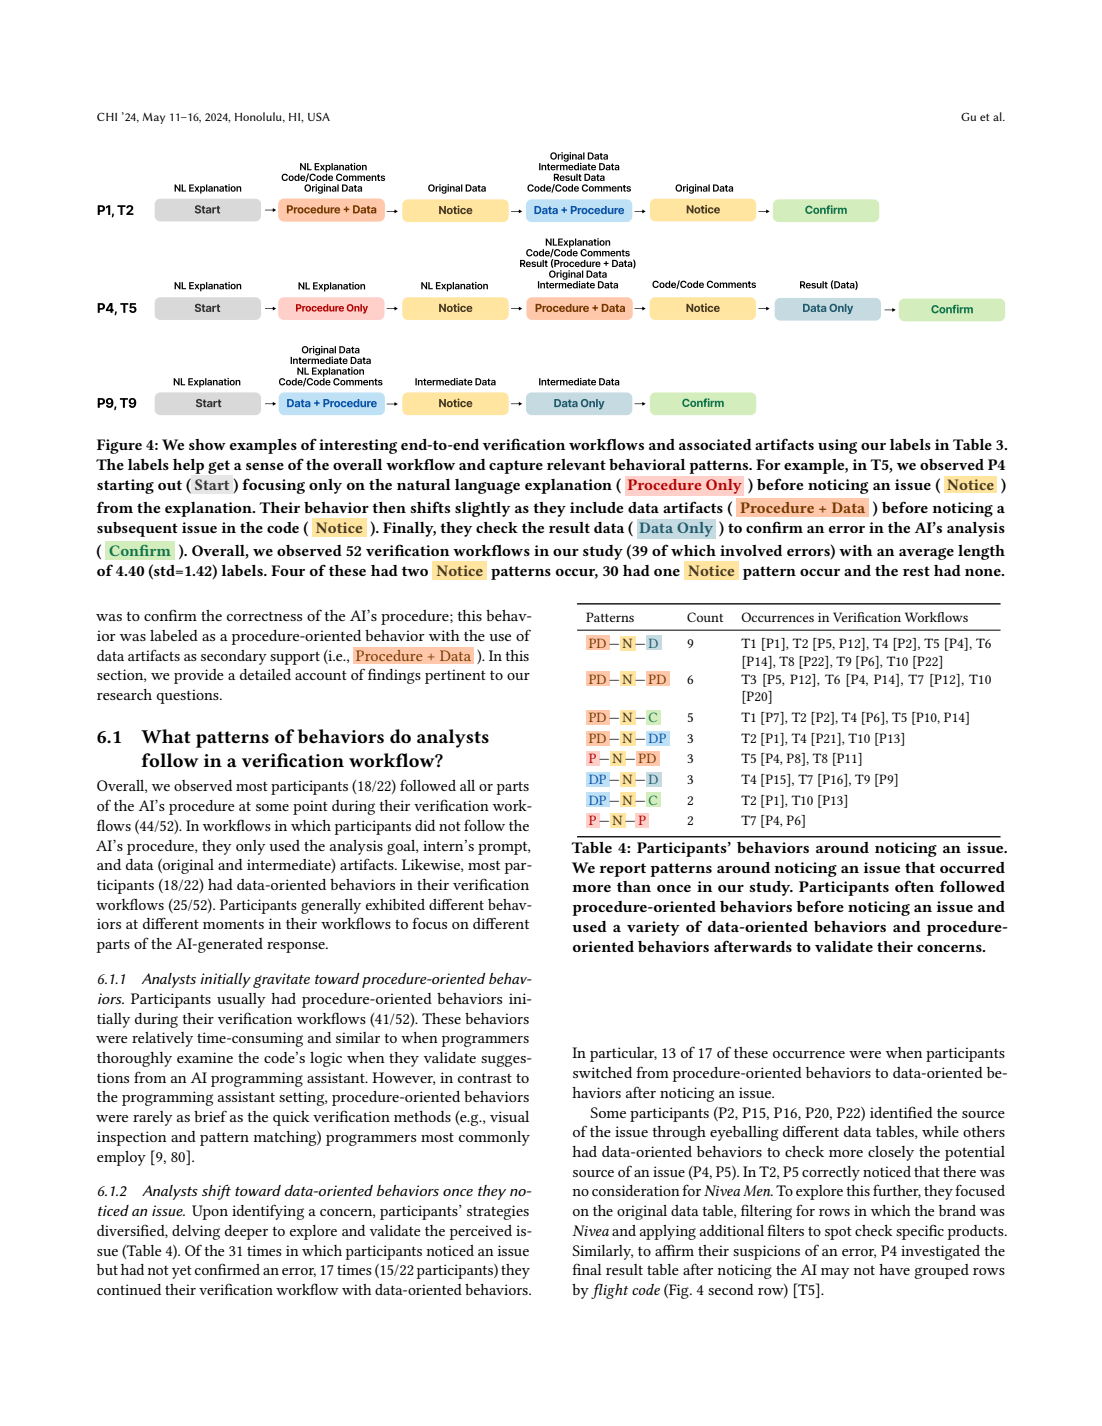 CHI ’24, May 11–16, 2024, Honolulu, HI, USA
Gu et al.
NL Explanation
NL Explanation
Code/Code Comments
Original Data
Original Data
Original Data
Intermediate Data
Result Data
Code/Code Comments
Original Data
P1, T2
Start
Procedure + Data
Notice
Data + Procedure
Notice
Confirm
NL Explanation
NL Explanation
NL Explanation
NLExplanation
Code/Code Comments
Result (Procedure + Data)
Original Data
Intermediate Data
Code/Code Comments
Result (Data)
P4, T5
Start
Procedure Only
Notice
Procedure + Data
Notice
Data Only
Confirm
NL Explanation
Original Data
Intermediate Data
NL Explanation
Code/Code Comments
Intermediate Data
Intermediate Data
P9, T9
Start
Data + Procedure
Notice
Data Only
Confirm
Figure 4: We show examples of interesting end-to-end verification workflows and associated artifacts using our labels in Table 3.
The labels help get a sense of the overall workflow and capture relevant behavioral patterns. For example, in T5, we observed P4
starting out ( Start ) focusing only on the natural language explanation ( Procedure Only ) before noticing an issue ( Notice )
from the explanation. Their behavior then shifts slightly as they include data artifacts ( Procedure + Data ) before noticing a
subsequent issue in the code ( Notice ). Finally, they check the result data ( Data Only ) to confirm an error in the AI’s analysis
( Confirm ). Overall, we observed 52 verification workflows in our study (39 of which involved errors) with an average length
of 4.40 (std=1.42) labels. Four of these had two Notice patterns occur, 30 had one Notice pattern occur and the rest had none.
was to confirm the correctness of the AI’s procedure; this behav-
ior was labeled as a procedure-oriented behavior with the use of
data artifacts as secondary support (i.e., Procedure + Data ). In this
section, we provide a detailed account of findings pertinent to our
research questions.
6.1 What patterns of behaviors do analysts
follow in a verification workflow?
Overall, we observed most participants (18/22) followed all or parts
of the AI’s procedure at some point during their verification work-
flows (44/52). In workflows in which participants did not follow the
AI’s procedure, they only used the analysis goal, intern’s prompt,
and data (original and intermediate) artifacts. Likewise, most par-
ticipants (18/22) had data-oriented behaviors in their verification
workflows (25/52). Participants generally exhibited different behav-
iors at different moments in their workflows to focus on different
parts of the AI-generated response.
6.1.1 Analysts initially gravitate toward procedure-oriented behav-
iors. Participants usually had procedure-oriented behaviors ini-
tially during their verification workflows (41/52). These behaviors
were relatively time-consuming and similar to when programmers
thoroughly examine the code’s logic when they validate sugges-
tions from an AI programming assistant. However, in contrast to
the programming assistant setting, procedure-oriented behaviors
were rarely as brief as the quick verification methods (e.g., visual
inspection and pattern matching) programmers most commonly
employ [9, 80].
6.1.2 Analysts shift toward data-oriented behaviors once they no-
ticed an issue. Upon identifying a concern, participants’ strategies
diversified, delving deeper to explore and validate the perceived is-
sue (Table 4). Of the 31 times in which participants noticed an issue
but had not yet confirmed an error, 17 times (15/22 participants) they
continued their verification workflow with data-oriented behaviors.
Patterns Count Occurrences in Verification Workflows
PD—N—D 9 T1 [P1], T2 [P5, P12], T4 [P2], T5 [P4], T6
[P14], T8 [P22], T9 [P6], T10 [P22]
PD—N—PD 6 T3 [P5, P12], T6 [P4, P14], T7 [P12], T10
[P20]
PD—N—C 5 T1 [P7], T2 [P2], T4 [P6], T5 [P10, P14]
PD—N—DP 3 T2 [P1], T4 [P21], T10 [P13]
P—N—PD 3 T5 [P4, P8], T8 [P11]
DP—N—D 3 T4 [P15], T7 [P16], T9 [P9]
DP—N—C 2 T2 [P1], T10 [P13]
P—N—P 2 T7 [P4, P6]
Table 4: Participants’ behaviors around noticing an issue.
We report patterns around noticing an issue that occurred
more than once in our study. Participants often followed
procedure-oriented behaviors before noticing an issue and
used a variety of data-oriented behaviors and procedure-
oriented behaviors afterwards to validate their concerns.
In particular, 13 of 17 of these occurrence were when participants
switched from procedure-oriented behaviors to data-oriented be-
haviors after noticing an issue.
Some participants (P2, P15, P16, P20, P22) identified the source
of the issue through eyeballing different data tables, while others
had data-oriented behaviors to check more closely the potential
source of an issue (P4, P5). In T2, P5 correctly noticed that there was
no consideration for Nivea Men. To explore this further, they focused
on the original data table, filtering for rows in which the brand was
Nivea and applying additional filters to spot check specific products.
Similarly, to affirm their suspicions of an error, P4 investigated the
final result table after noticing the AI may not have grouped rows
by flight code (Fig. 4 second row) [T5].